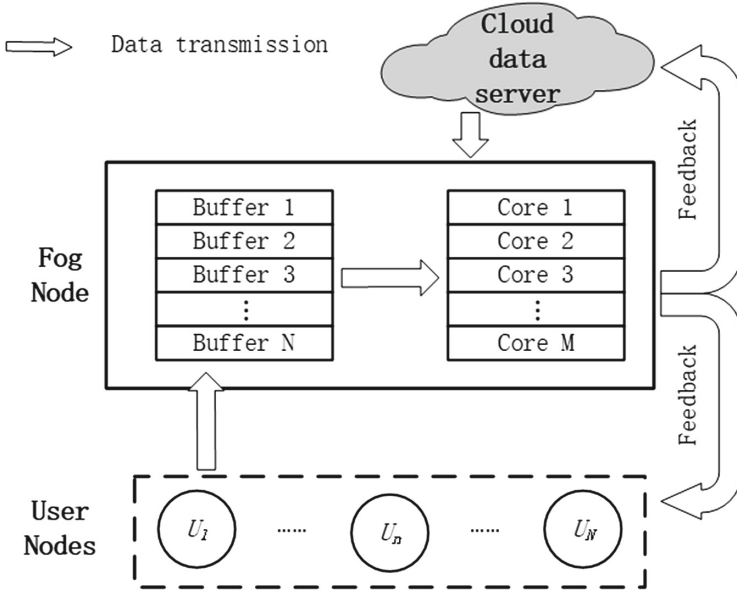 Data transmission
Cloud
data
server
Feedback
Fog
Node
Buffer 1
Buffer 2
Buffer 3
⋮
Buffer N
Core 1
Core 2
Core 3
⋮
Core M
Feedback
User
Nodes
U1 ...... Un ...... UN